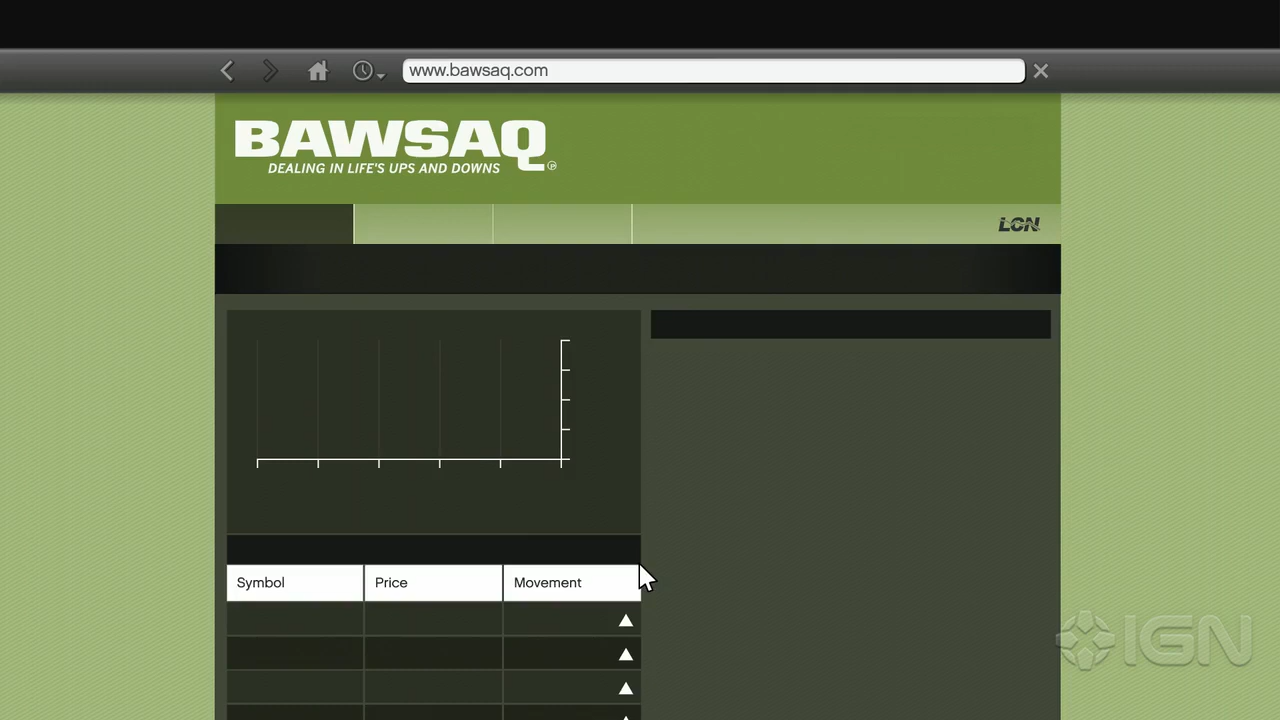 www.bawsaq.com
BAWSAQ
DEALING IN LIFE'S UPS AND DOWNS
LCN
Symbol Price Movement
IGN